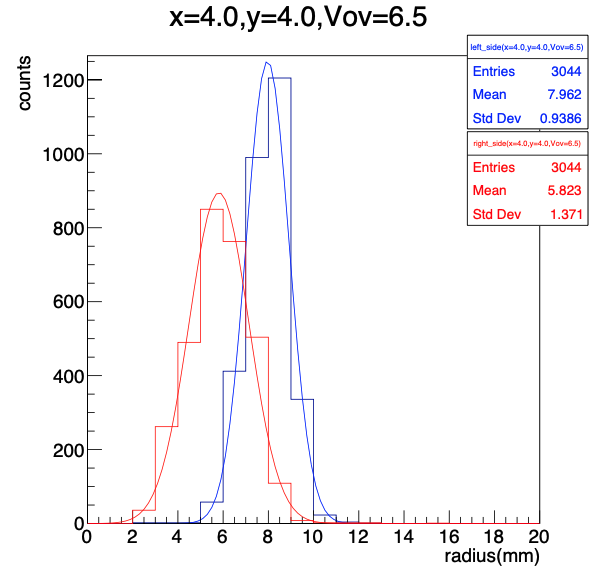 x=4.0,y=4.0,Vov=6.5
counts
1200
1000
800
600
400
200
0
0 2 4 6 8 10 12 14 16 18 20
radius(mm)
left_side(x=4.0,y=4.0,Vov=6.5)
Entries 3044
Mean 7.962
Std Dev 0.9386
right_side(x=4.0,y=4.0,Vov=6.5)
Entries 3044
Mean 5.823
Std Dev 1.371